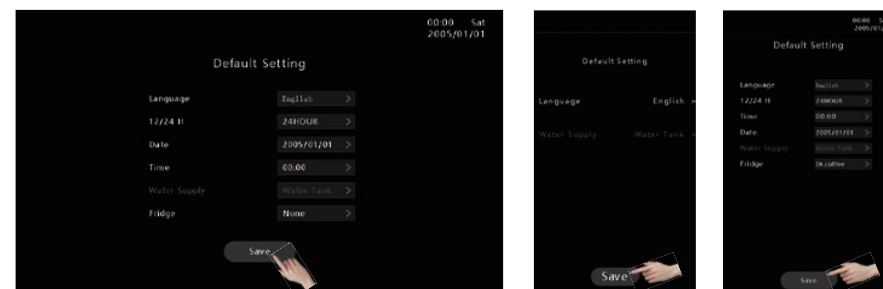 00:00 Sat
2005/01/01
Default Setting
Language English >
12/24 H 24HOUR >
Date 2005/01/01 >
Time 00:00 >
Water Supply Water Tank >
Fridge None >
Save
Default Setting
Language English >
Water Supply Water Tank >
Save
00:00 S
2005/01/
Default Setting
Language English >
12/24 H 24HOUR >
Time 00:00 >
Date 2005/01/01 >
Water Supply Water Tank >
Fridge Dr.coffee >
Save